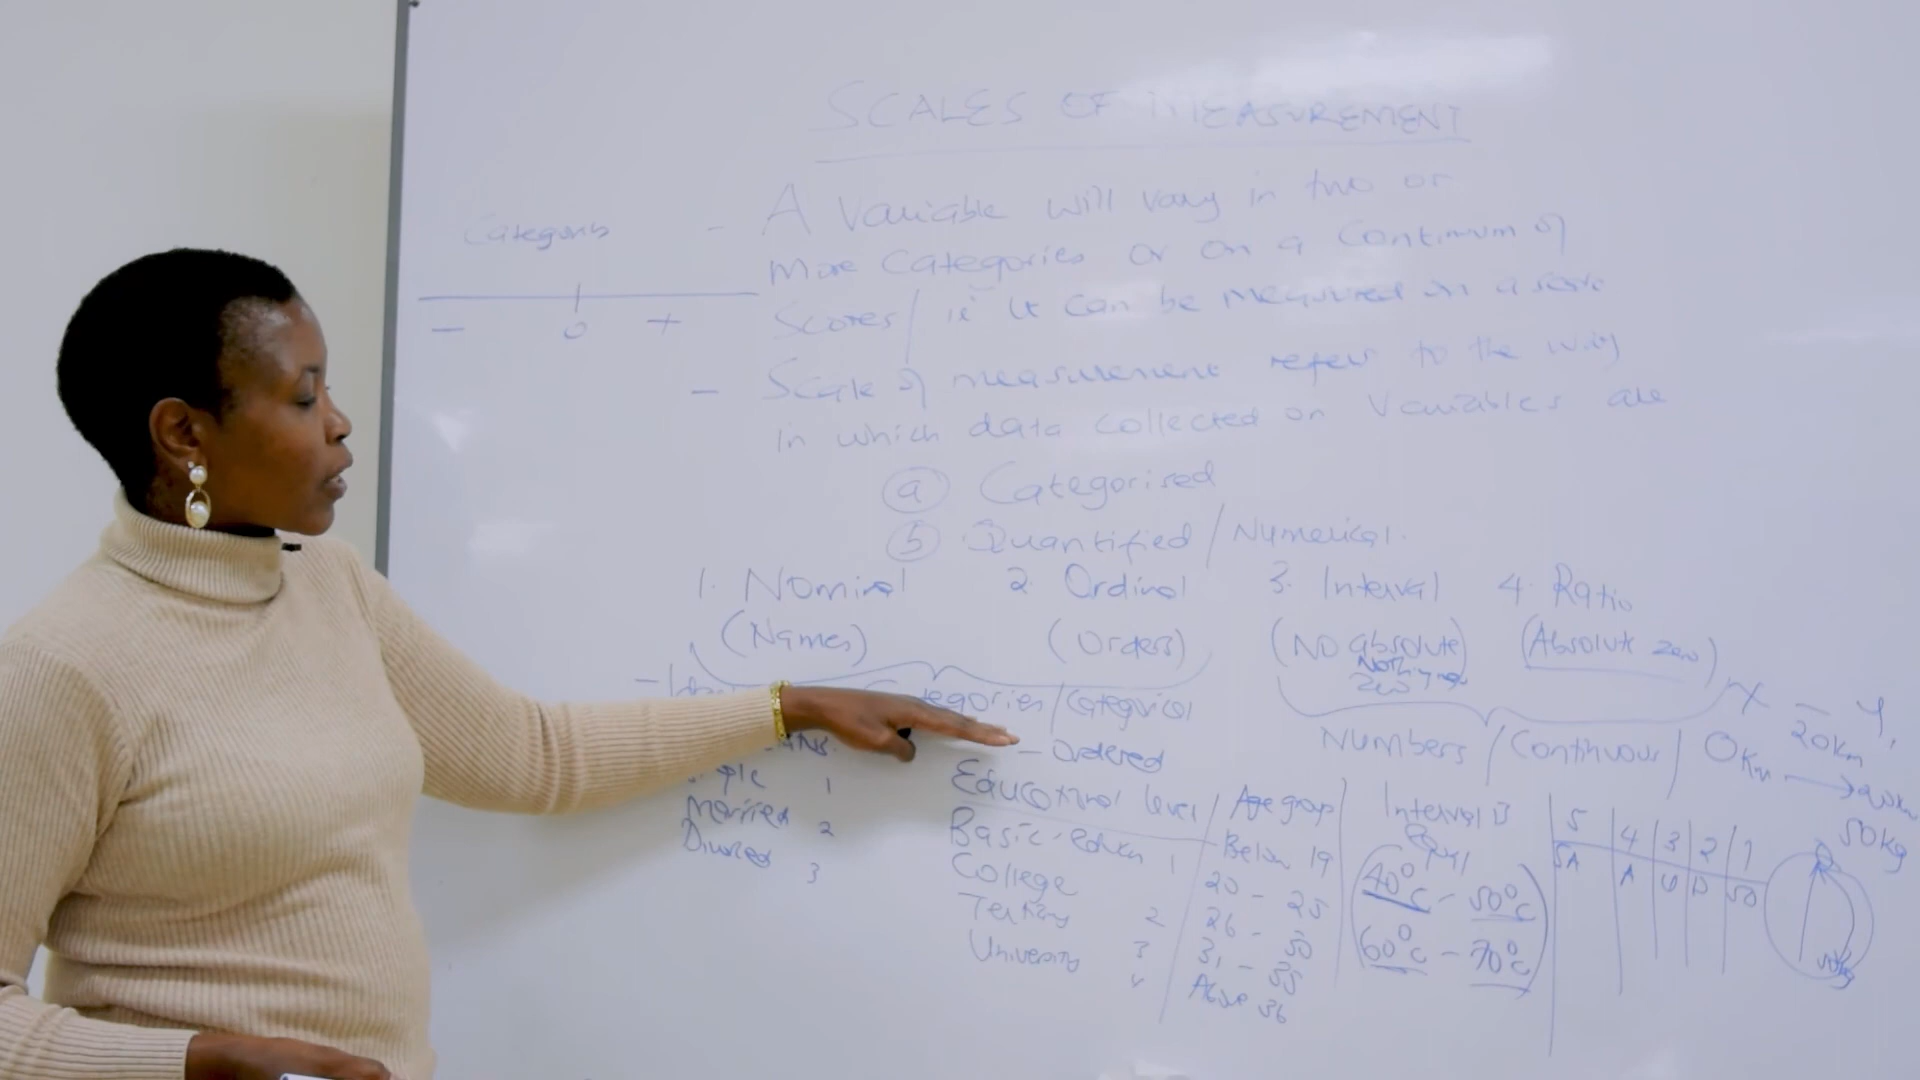 SCALES OF MEASUREMENT
Categories
- A Variable will vary in two or
more categories or on a continuum of
Scores / ie it can be measured on a score
- 0 +
- Scale of measurement refers to the way
in which data collected on Variables are
(a) Categorised
(b) Quantified / Numerical.
1. Nominal 2. Ordinal 3. Interval 4. Ratio
(Names) (Orders) (No absolute) (Absolute zero)
Zero
Categories / Categorical
Numbers / Continuous
X - Y
20km
0km
- Ordered
Married 2
Divorced 3
1
Educational level
Basic 1
College
Tertiary 2
University 3
Age group
Below 19
20 - 25
26 -
31 - 35
Above 36
Interval is
Equal
40°C - 50°C
60°C - 70°C
5 4 3 2 1
SA A U D SD
50kg